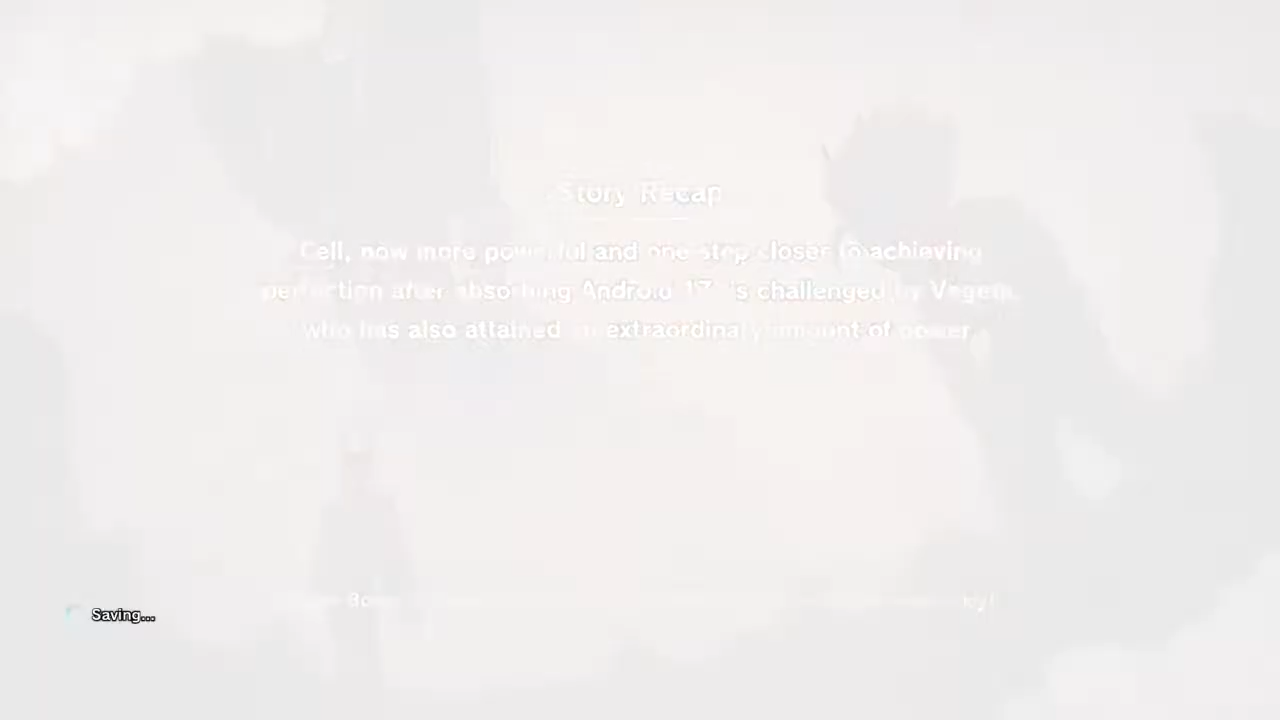 Story Recap
Cell, now more powerful and one step closer to achieving
perfection after absorbing Android 17, is challenged by Vegeta,
who has also attained an extraordinary amount of power
Saving...